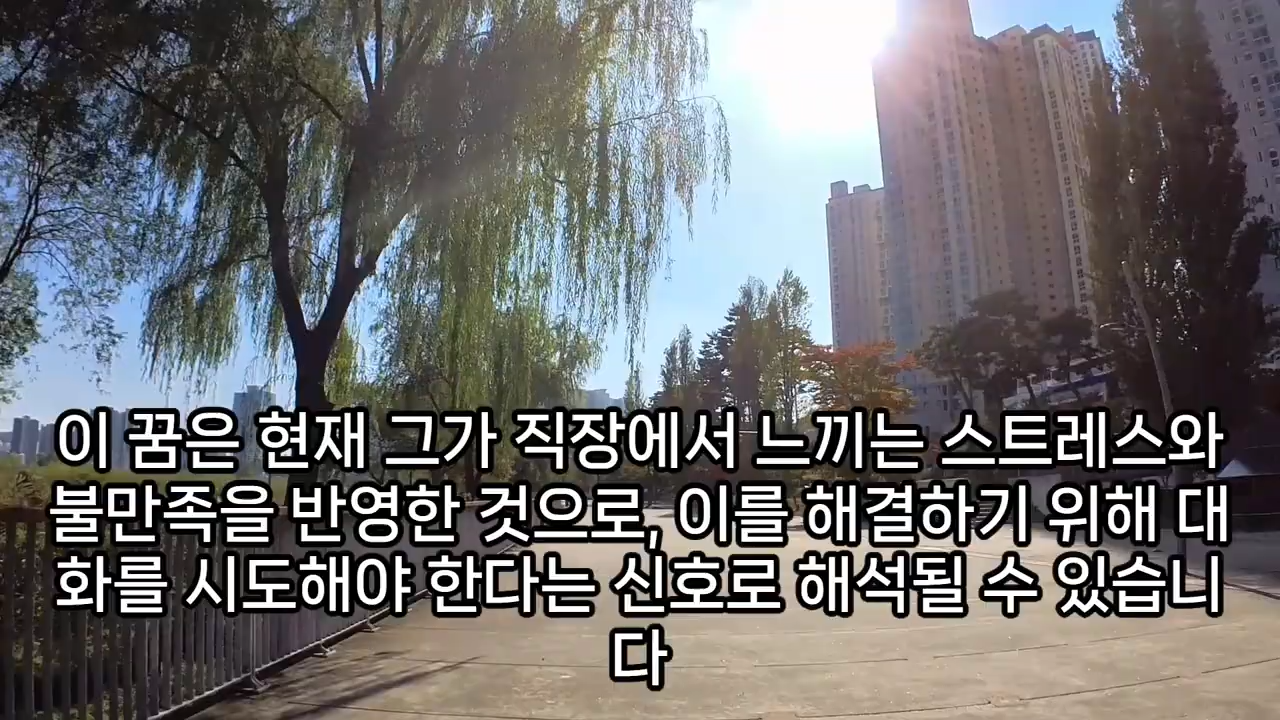 이 꿈은 현재 그가 직장에서 느끼는 스트레스와
불만족을 반영한 것으로, 이를 해결하기 위해 대
화를 시도해야 한다는 신호로 해석될 수 있습니
다